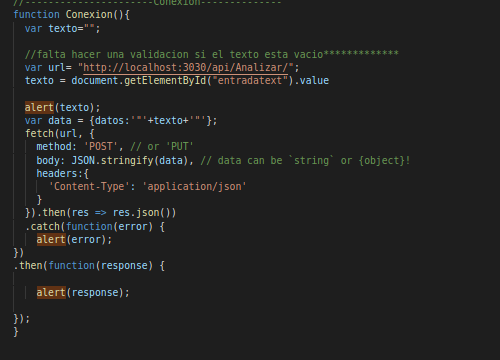 //----------------------Conexion--------------
function Conexion(){
var texto="";
//falta hacer una validacion si el texto esta vacio*************
var url= "http://localhost:3030/api/Analizar/";
texto = document.getElementById("entradatext").value
alert(texto);
var data = {datos:'"'+texto+'"'};
fetch(url, {
method: 'POST', // or 'PUT'
body: JSON.stringify(data), // data can be `string` or {object}!
headers:{
'Content-Type': 'application/json'
}
}).then(res => res.json())
.catch(function(error) {
alert(error);
})
.then(function(response) {
alert(response);
});
}